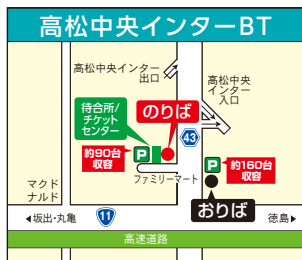 高松中央インターBT
高松中央インター
出口
待合所/
チケット
センター
のりば
43
高松中央
インター
入口
約90台
収容
P
P
約160台
収容
ファミリーマート
マクド
ナルド
おりば
◀坂出・丸亀
11
徳島▶
高速道路